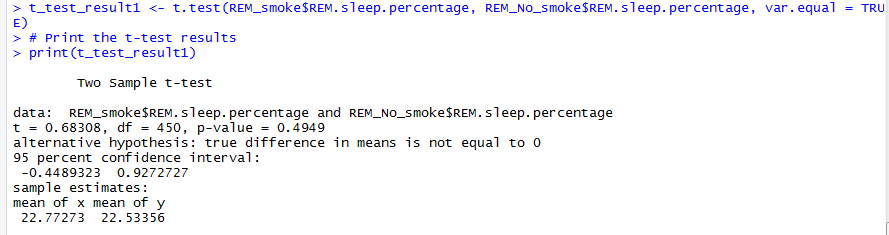 > t_test_result1 <- t.test(REM_smoke$REM.sleep.percentage, REM_No_smoke$REM.sleep.percentage, var.equal = TRU
E)
> # Print the t-test results
> print(t_test_result1)
Two Sample t-test
data:  REM_smoke$REM.sleep.percentage and REM_No_smoke$REM.sleep.percentage
t = 0.68308, df = 450, p-value = 0.4949
alternative hypothesis: true difference in means is not equal to 0
95 percent confidence interval:
-0.4489323  0.9272727
sample estimates:
mean of x mean of y
22.77273  22.53356